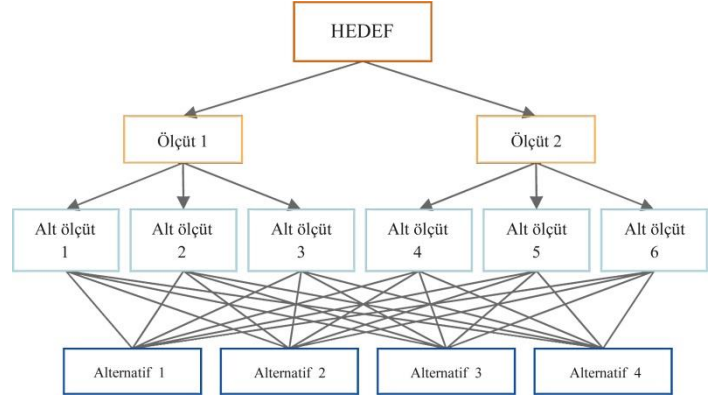 HEDEF
Ölçüt 1
Ölçüt 2
Alt ölçüt
1
Alt ölçüt
2
Alt ölçüt
3
Alt ölçüt
4
Alt ölçüt
5
Alt ölçüt
6
Alternatif 1
Alternatif 2
Alternatif 3
Alternatif 4